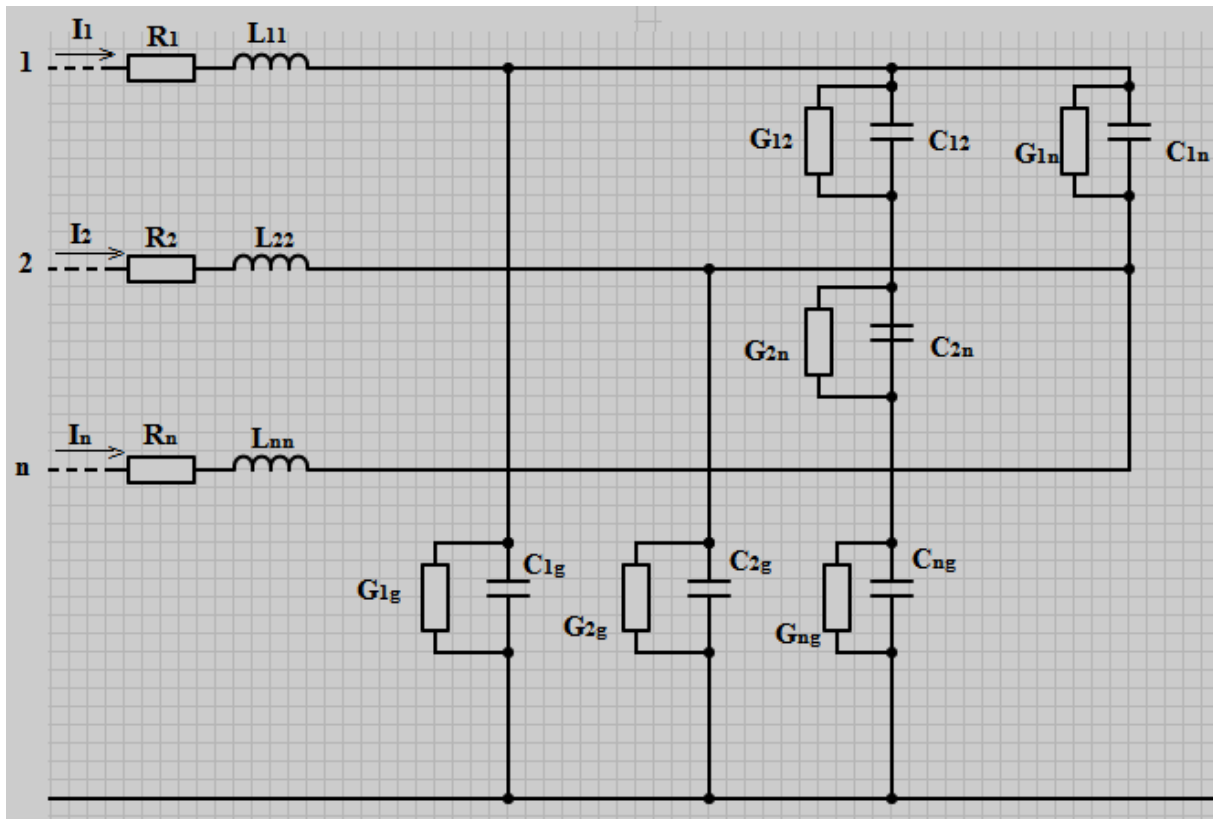 I1
R1
L11
1
G12
C12
G1n
C1n
I2
R2
L22
2
G2n
C2n
In
Rn
Lnn
n
C1g
C2g
Cng
G1g
G2g
Gng